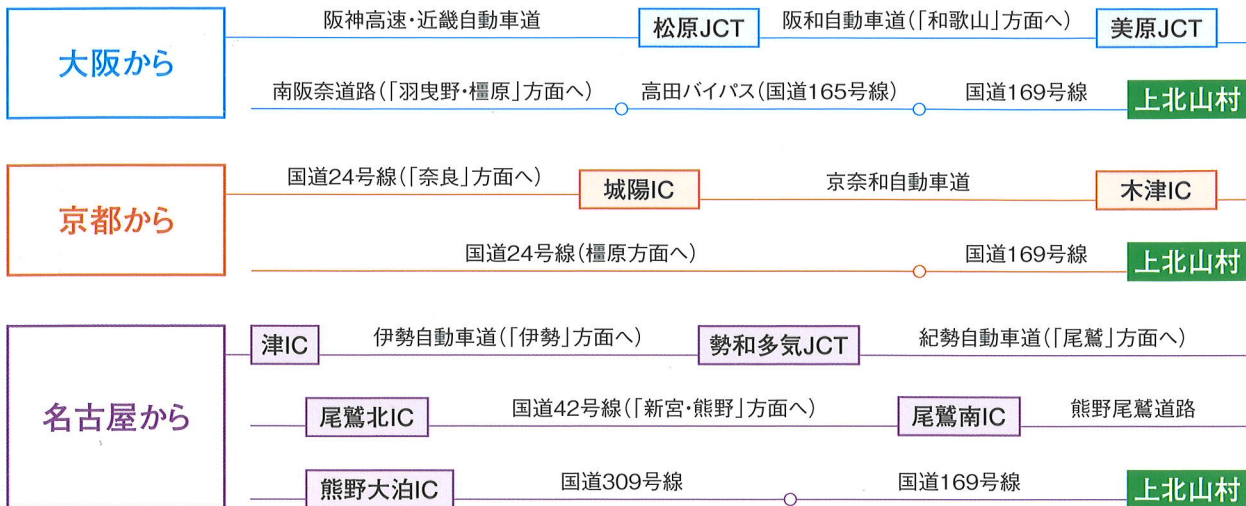 大阪から
阪神高速・近畿自動車道 松原JCT 阪和自動車道(「和歌山」方面へ) 美原JCT
南阪奈道路(「羽曳野・橿原」方面へ) 高田バイパス(国道165号線) 国道169号線 上北山村
京都から
国道24号線(「奈良」方面へ) 城陽IC 京奈和自動車道 木津IC
国道24号線(橿原方面へ) 国道169号線 上北山村
名古屋から
津IC 伊勢自動車道(「伊勢」方面へ) 勢和多気JCT 紀勢自動車道(「尾鷲」方面へ)
尾鷲北IC 国道42号線(「新宮・熊野」方面へ) 尾鷲南IC 熊野尾鷲道路
熊野大泊IC 国道309号線 国道169号線 上北山村